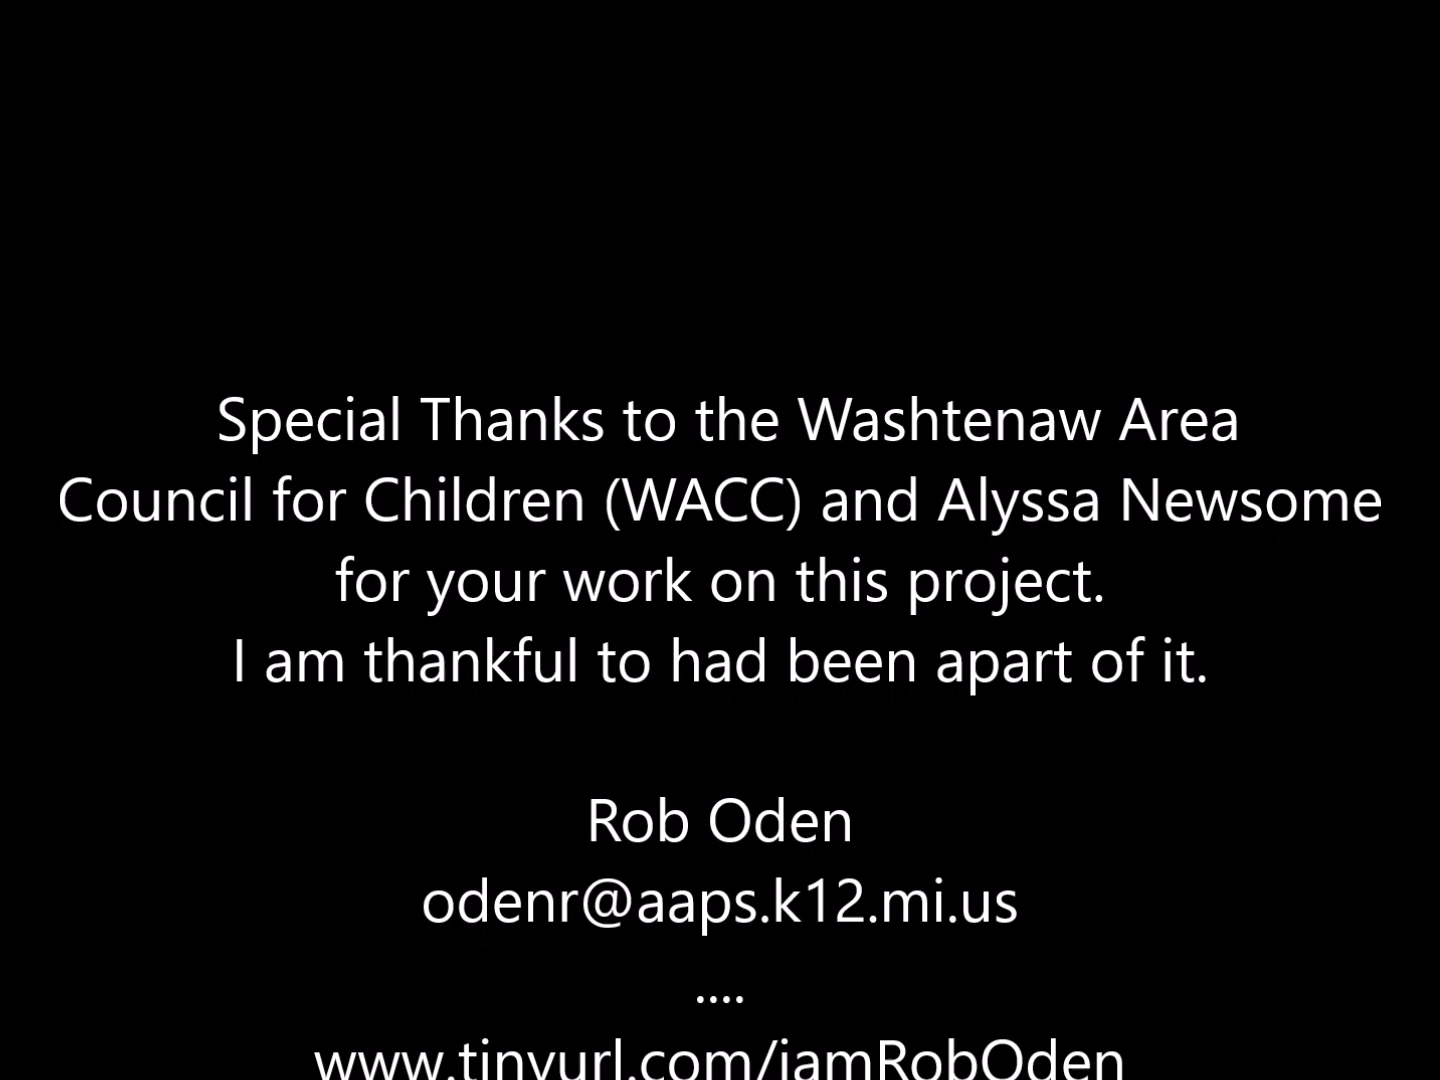 Special Thanks to the Washtenaw Area
Council for Children (WACC) and Alyssa Newsome
for your work on this project.
I am thankful to had been apart of it.
Rob Oden
odenr@aaps.k12.mi.us
....
www.tinyurl.com/iamRobOden